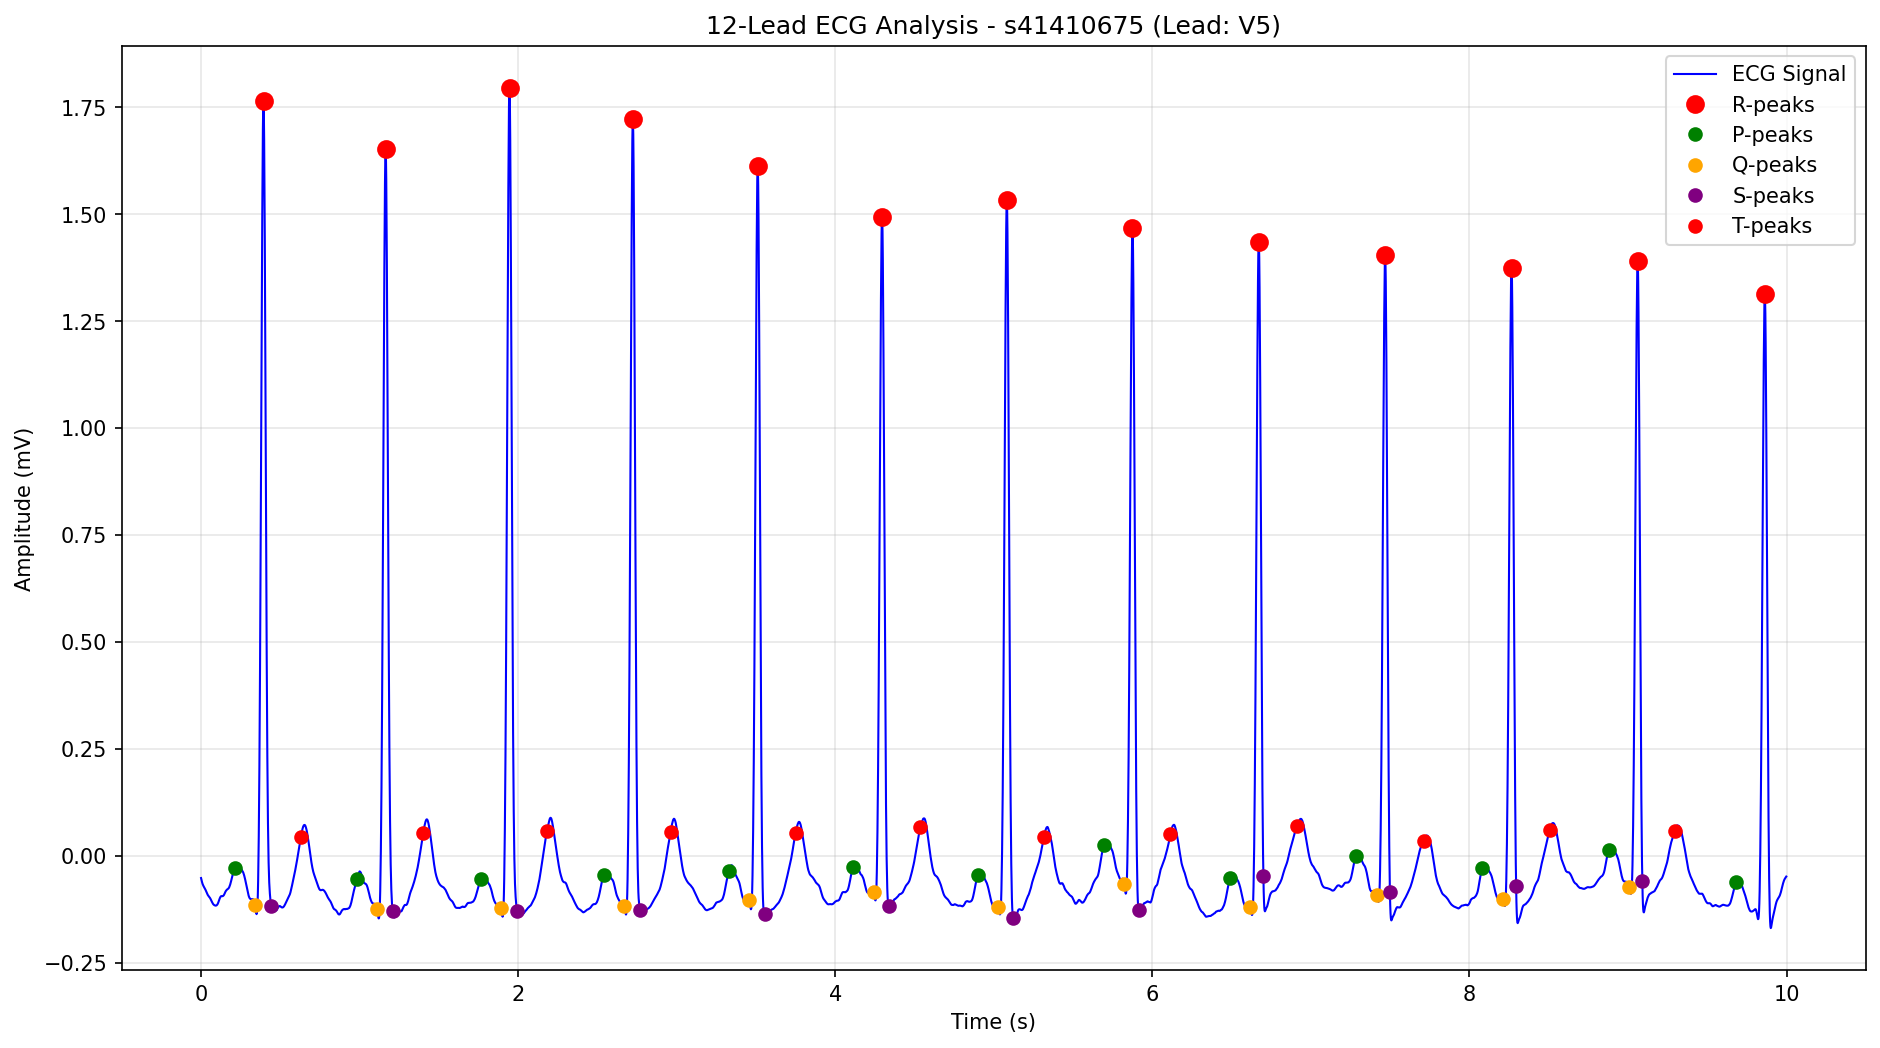 12-Lead ECG Analysis - s41410675 (Lead: V5)
ECG Signal
R-peaks
P-peaks
Q-peaks
S-peaks
T-peaks
Amplitude (mV)
1.75
1.50
1.25
1.00
0.75
0.50
0.25
0.00
−0.25
0 2 4 6 8 10
Time (s)